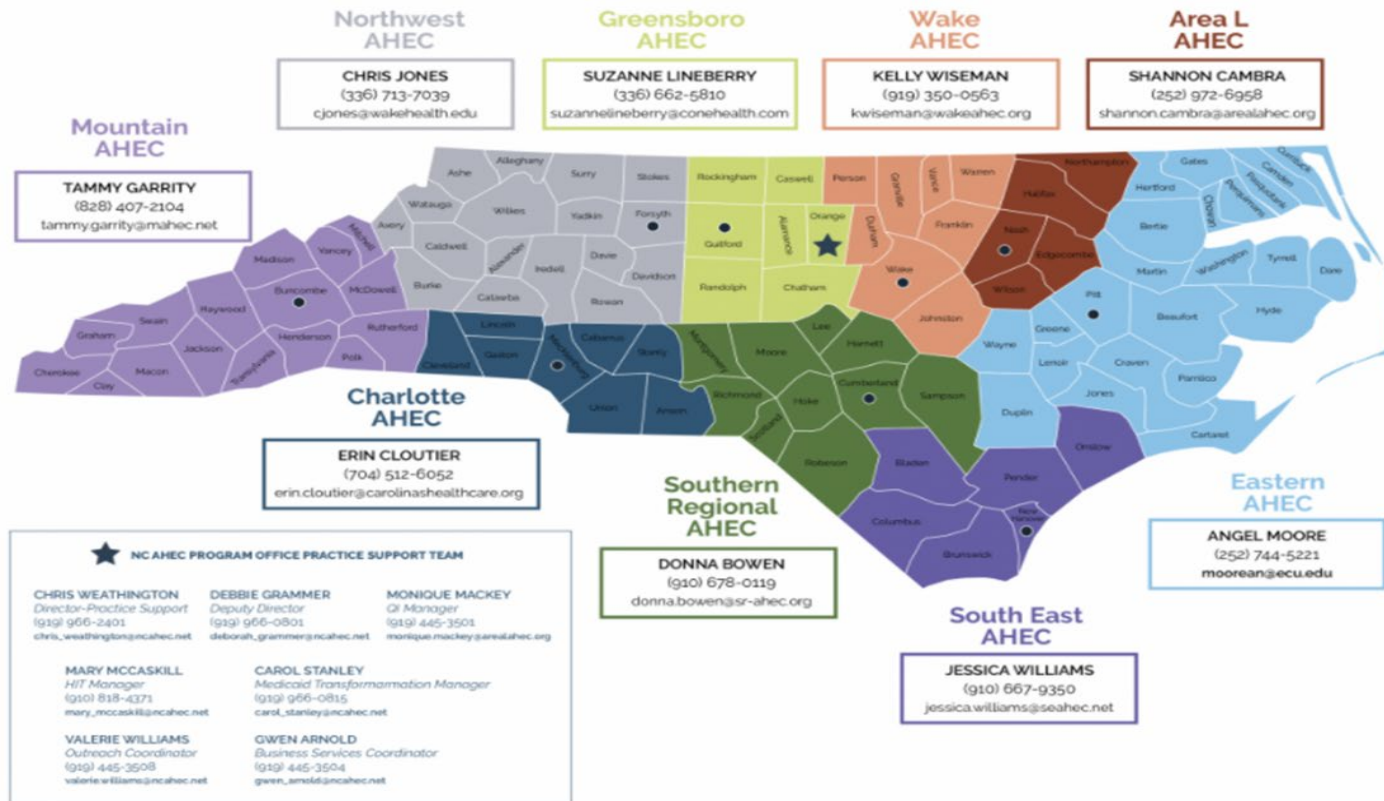 Northwest
AHEC
CHRIS JONES
(336) 713-7039
cjones@wakehealth.edu
Greensboro
AHEC
SUZANNE LINEBERRY
(336) 662-5810
suzannelineberry@conehealth.com
Wake
AHEC
KELLY WISEMAN
(919) 350-0563
kwiseman@wakeahec.org
Area L
AHEC
SHANNON CAMBRA
(252) 972-6958
shannon.cambra@arealahec.org
Mountain
AHEC
TAMMY GARRITY
(828) 407-2104
tammy.garrity@mahec.net
Ashe
Alleghany
Surry
Stokes
Watauga
Wilkes
Yadkin
Forsyth
Avery
Caldwell
Alexander
Iredell
Davie
Davidson
Burke
Catawba
Rowan
Rockingham
Caswell
Guilford
Alamance
Orange
Randolph
Chatham
Person
Granville
Vance
Warren
Durham
Franklin
Wake
Johnston
Northampton
Halifax
Nash
Edgecombe
Wilson
Gates
Currituck
Camden
Pasquotank
Perquimans
Hertford
Chowan
Bertie
Martin
Washington
Tyrrell
Dare
Pitt
Beaufort
Hyde
Greene
Wayne
Lenoir
Craven
Pamlico
Jones
Duplin
Cartaret
Mitchell
Yancey
Madison
Buncombe
McDowell
Haywood
Swain
Graham
Rutherford
Henderson
Jackson
Polk
Transylvania
Cherokee
Macon
Clay
Lincoln
Cleveland
Gaston
Mecklenburg
Cabarrus
Stanly
Union
Anson
Montgomery
Moore
Lee
Harnett
Richmond
Hoke
Cumberland
Sampson
Scotland
Robeson
Bladen
Onslow
Pender
Columbus
New
Hanover
Brunswick
Charlotte
AHEC
ERIN CLOUTIER
(704) 512-6052
erin.cloutier@carolinashealthcare.org
Southern
Regional
AHEC
DONNA BOWEN
(910) 678-0119
donna.bowen@sr-ahec.org
Eastern
AHEC
ANGEL MOORE
(252) 744-5221
moorean@ecu.edu
South East
AHEC
JESSICA WILLIAMS
(910) 667-9350
jessica.williams@seahec.net
NC AHEC PROGRAM OFFICE PRACTICE SUPPORT TEAM
CHRIS WEATHINGTON
Director-Practice Support
(919) 966-2401
chris_weathington@ncahec.net
DEBBIE GRAMMER
Deputy Director
(919) 966-0801
deborah_grammer@ncahec.net
MONIQUE MACKEY
QI Manager
(919) 445-3501
monique.mackey@arealahec.org
MARY MCCASKILL
HIT Manager
(910) 818-4371
mary_mccaskill@ncahec.net
CAROL STANLEY
Medicaid Transformarmation Manager
(919) 966-0815
carol_stanley@ncahec.net
VALERIE WILLIAMS
Outreach Coordinator
(919) 445-3508
valerie.williams@ncahec.net
GWEN ARNOLD
Business Services Coordinator
(919) 445-3504
gwen_arnold@ncahec.net